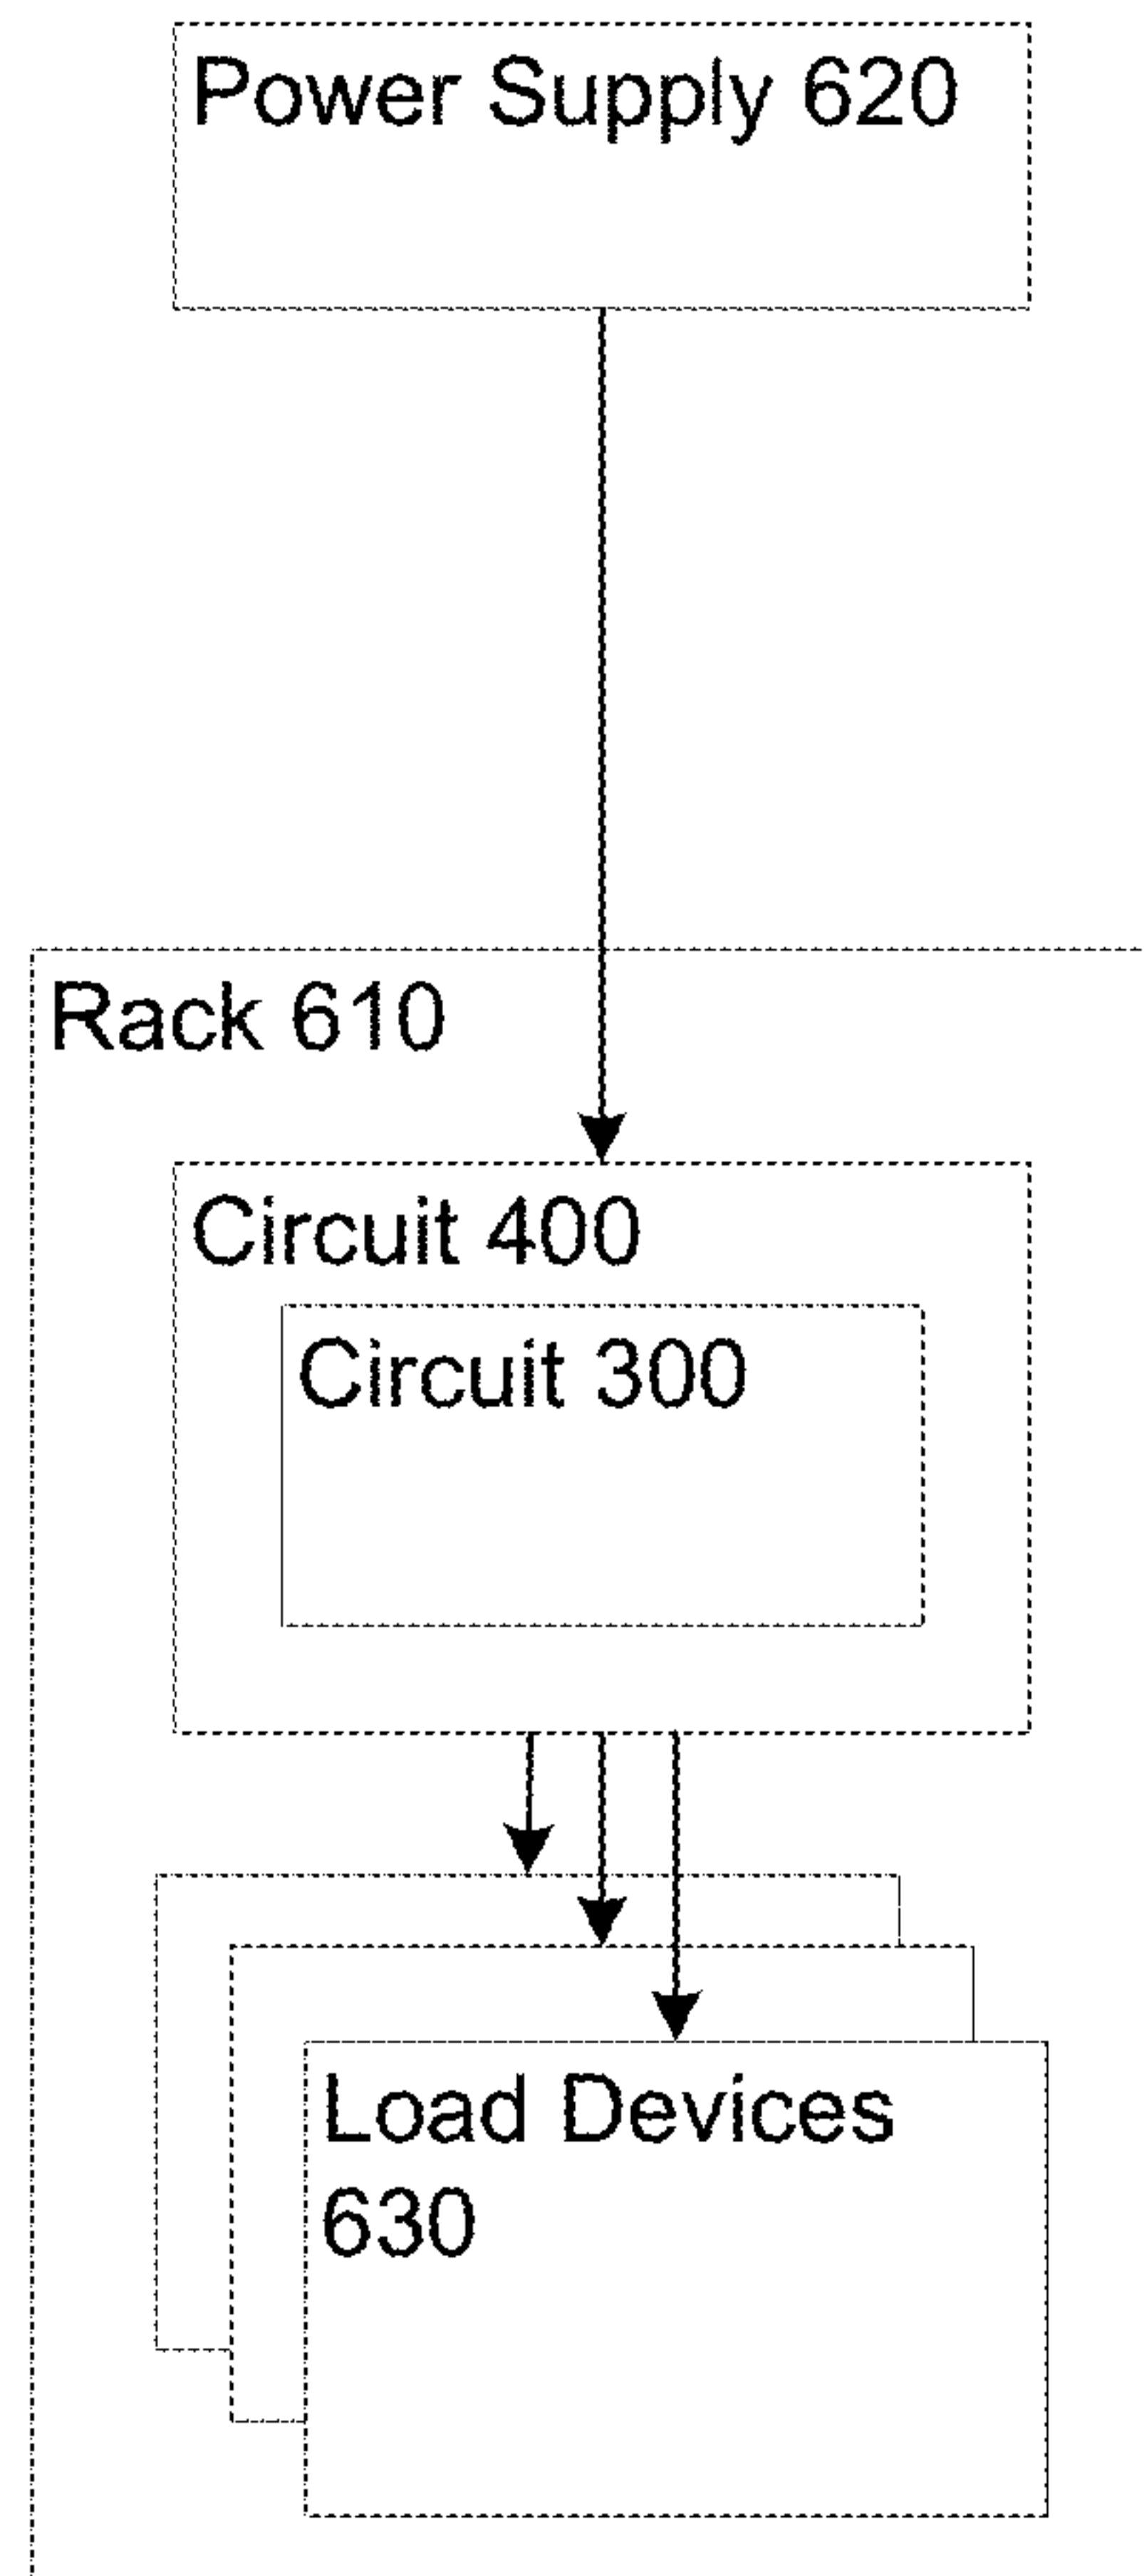 Power Supply 620
Rack 610
Circuit 400
Circuit 300
Load Devices
630